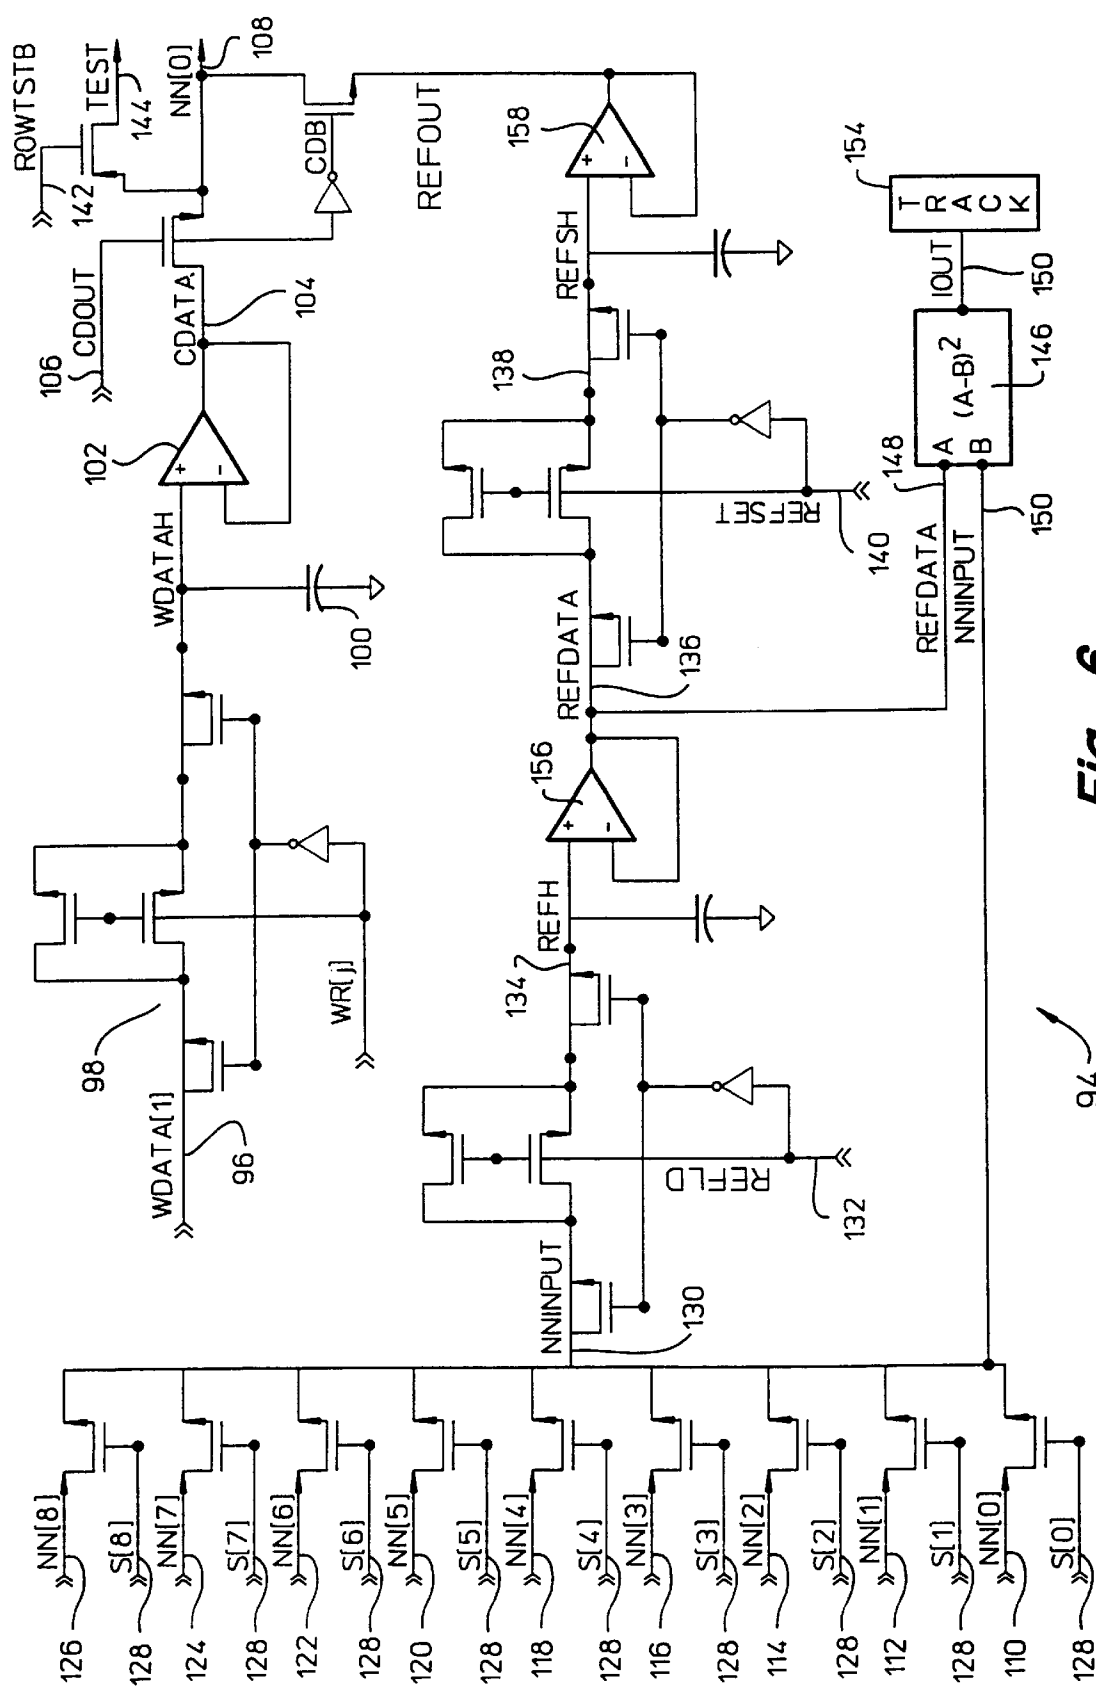 126
NN[8]
128
S[8]
124
NN[7]
128
S[7]
122
NN[6]
128
S[6]
120
NN[5]
128
S[5]
118
NN[4]
128
S[4]
116
NN[3]
128
S[3]
114
NN[2]
128
S[2]
112
NN[1]
128
S[1]
110
NN[0]
128
S[0]
WDATA[1]
96
98
WR[j]
WDATAH
100
102
+
-
CDOUT
106
CDATA
104
ROWTSTB
142
TEST
144
NN[0]
108
CDB
REFOUT
NNINPUT
130
REFLD
132
134
REFH
156
+
-
REFDATA
136
REFSET
140
138
REFSH
158
+
-
REFDATA
148
NNINPUT
150
A
B
(A-B)2
146
IOUT
150
TRACK
154
94
Fig. 6